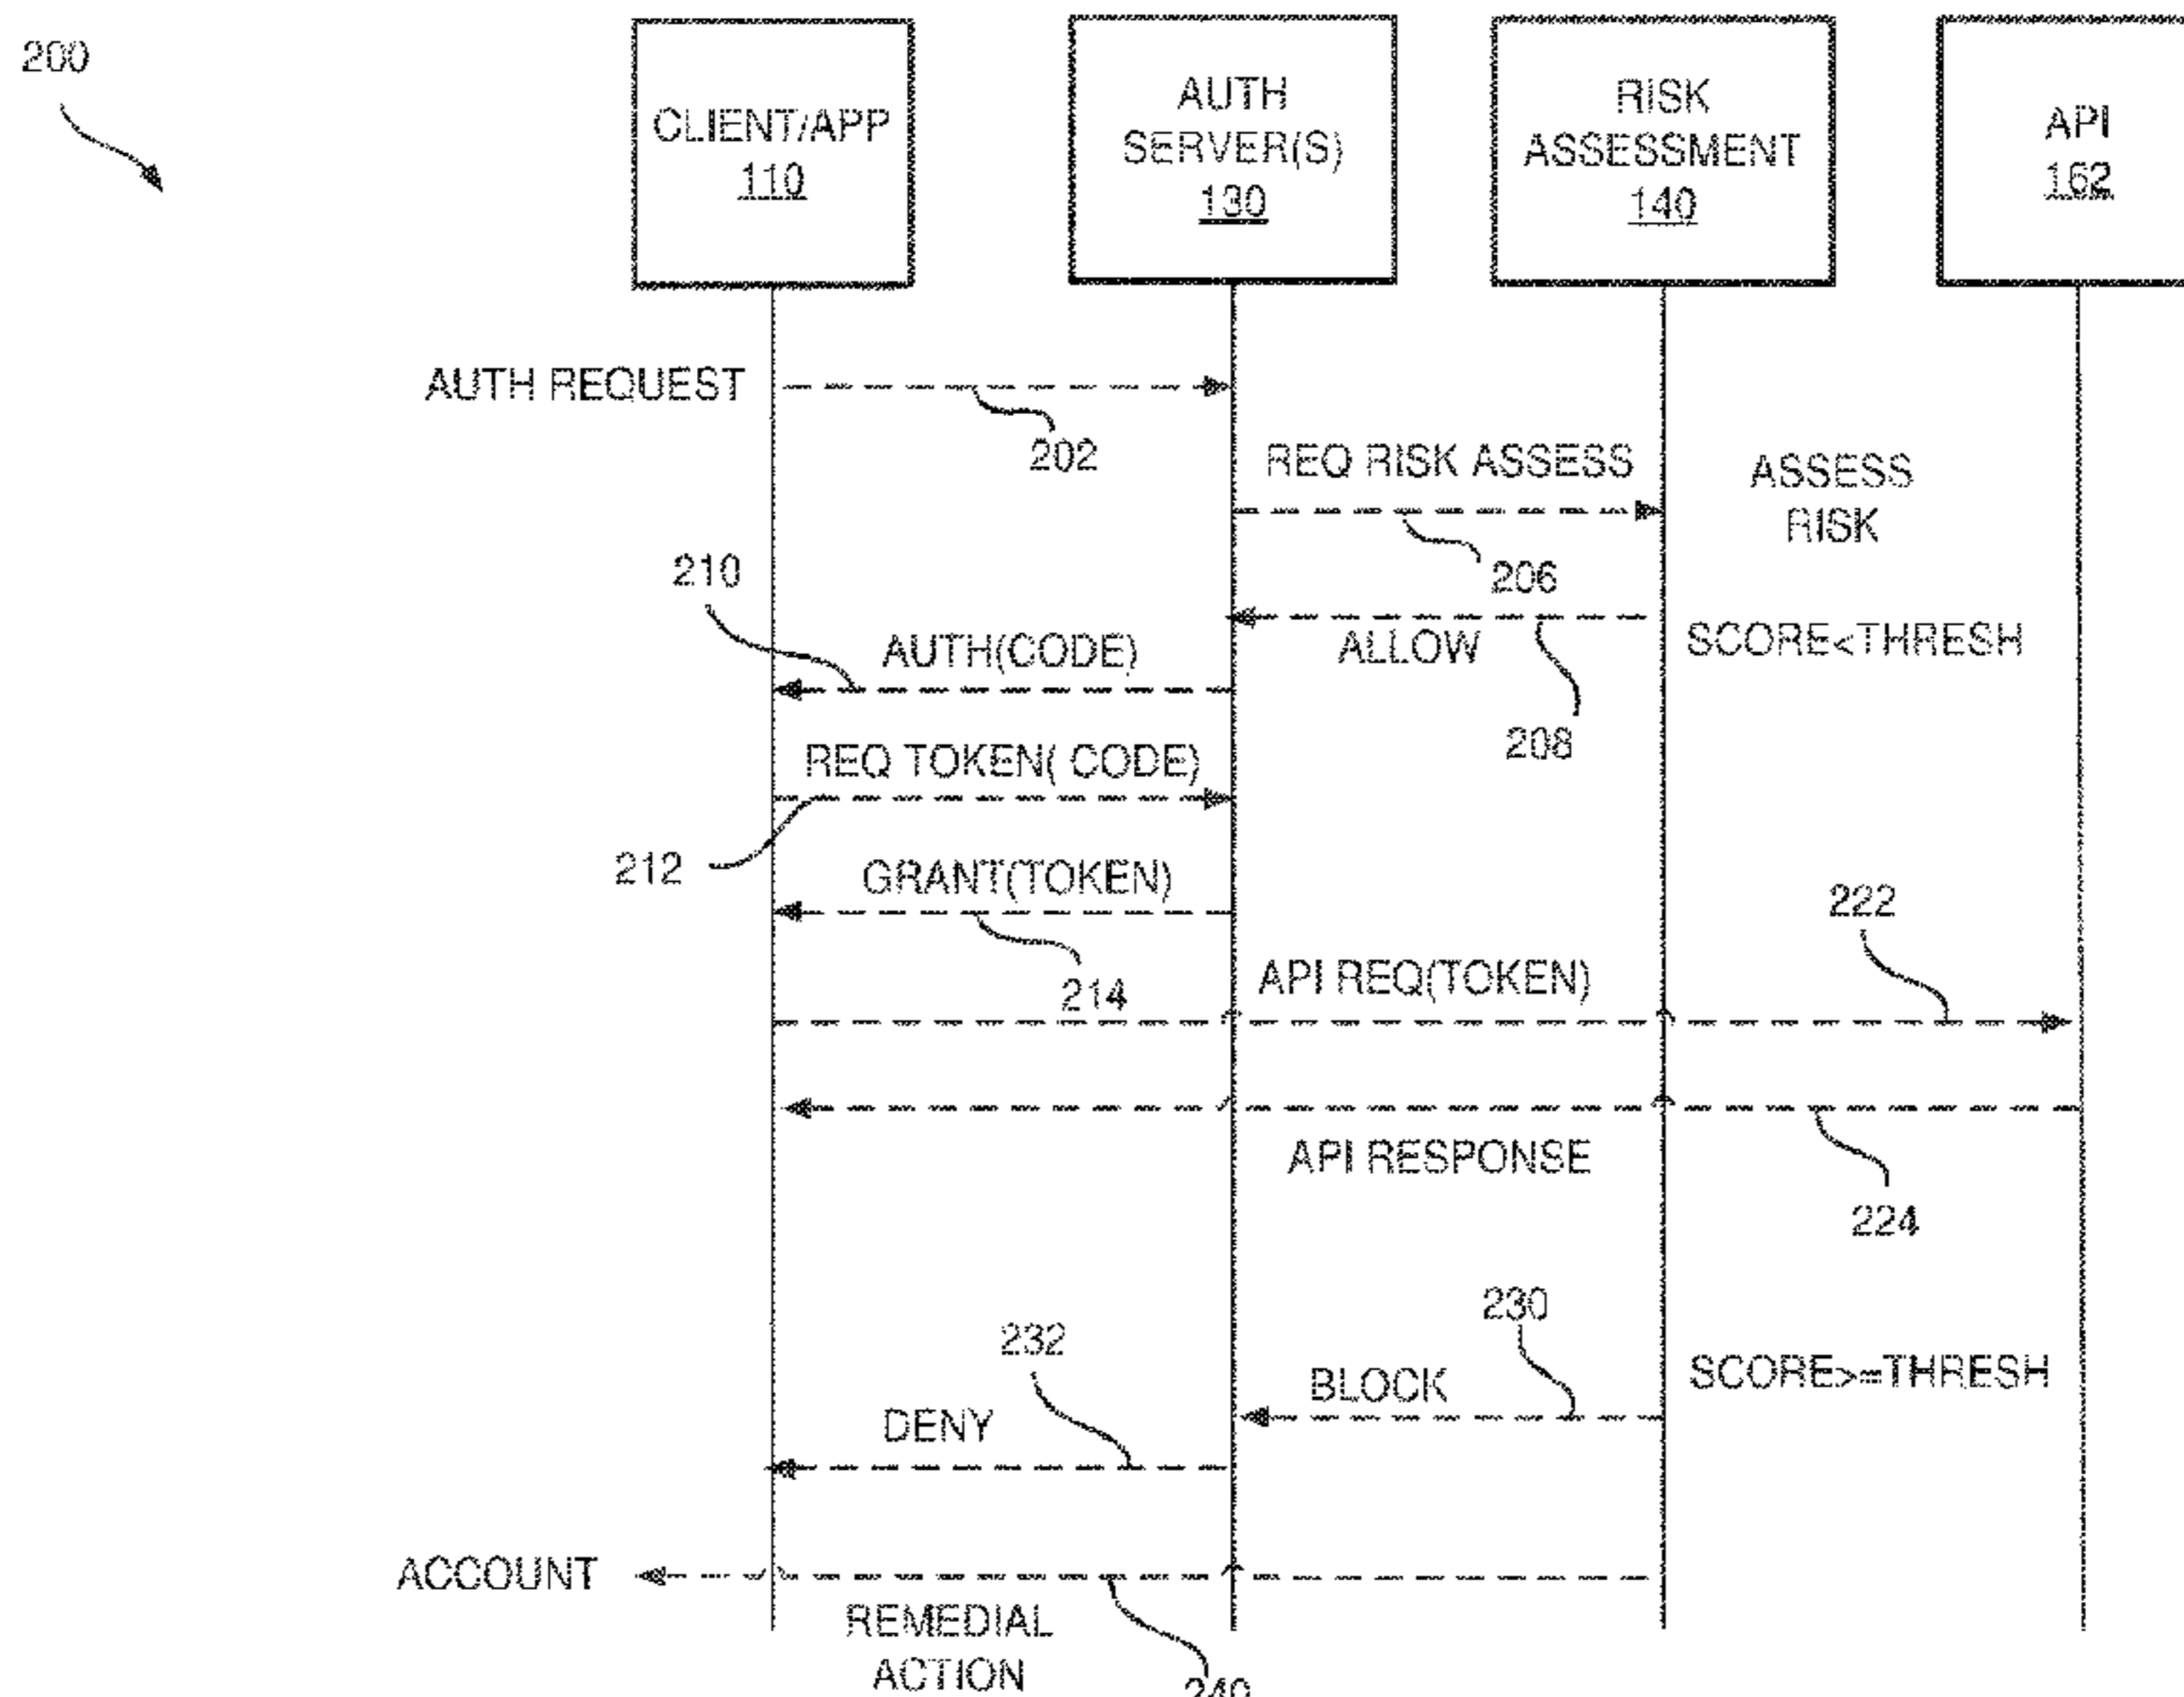 200
CLIENT/APP
110
AUTH
SERVER(S)
130
RISK
ASSESSMENT
140
API
162
AUTH REQUEST
202
REQ RISK ASSESS
ASSESS
RISK
206
210
ALLOW
SCORE<THRESH
AUTH(CODE)
208
REQ TOKEN( CODE)
212
GRANT(TOKEN)
222
214
API REQ(TOKEN)
API RESPONSE
224
230
232
BLOCK
SCORE>=THRESH
DENY
ACCOUNT
REMEDIAL
ACTION
240